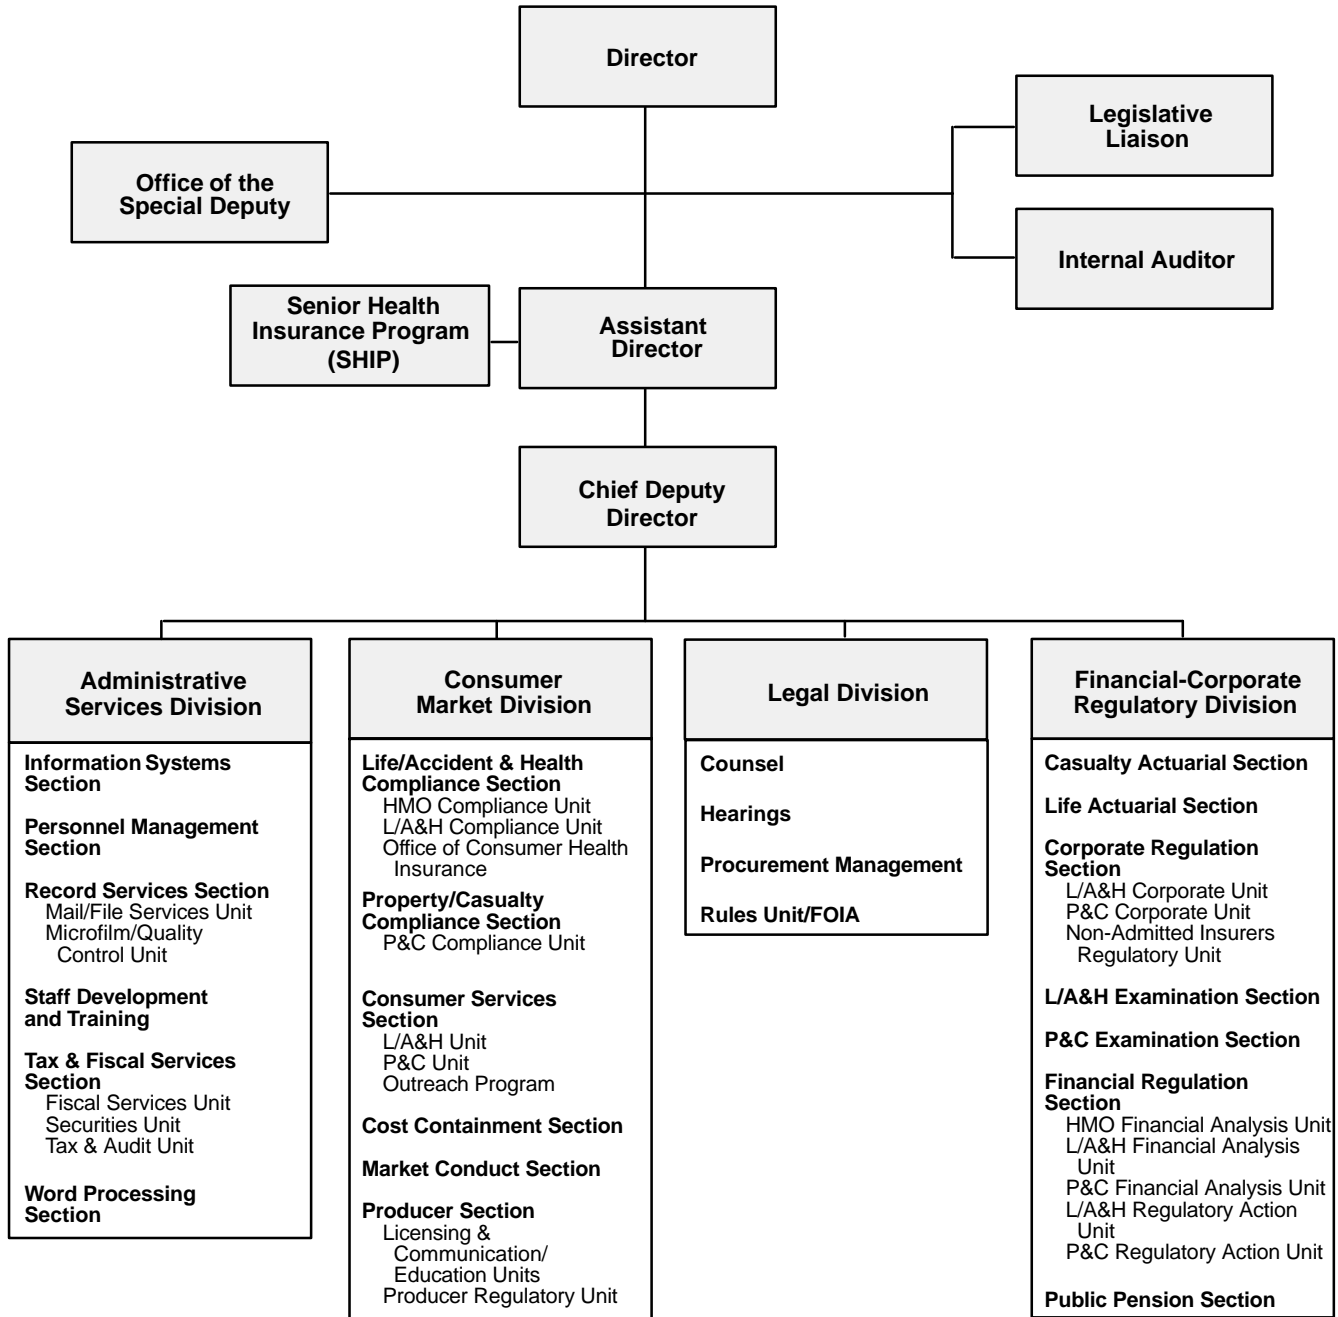 Director
Legislative
Liaison
Office of the
Special Deputy
Internal Auditor
Senior Health
Insurance Program
(SHIP)
Assistant
Director
Chief Deputy
Director
Administrative
Services Division
Information Systems
Section
Personnel Management
Section
Record Services Section
Mail/File Services Unit
Microfilm/Quality
Control Unit
Staff Development
and Training
Tax & Fiscal Services
Section
Fiscal Services Unit
Securities Unit
Tax & Audit Unit
Word Processing
Section
Consumer
Market Division
Life/Accident & Health
Compliance Section
HMO Compliance Unit
L/A&H Compliance Unit
Office of Consumer Health
Insurance
Property/Casualty
Compliance Section
P&C Compliance Unit
Consumer Services
Section
L/A&H Unit
P&C Unit
Outreach Program
Cost Containment Section
Market Conduct Section
Producer Section
Licensing &
Communication/
Education Units
Producer Regulatory Unit
Legal Division
Counsel
Hearings
Procurement Management
Rules Unit/FOIA
Financial-Corporate
Regulatory Division
Casualty Actuarial Section
Life Actuarial Section
Corporate Regulation
Section
L/A&H Corporate Unit
P&C Corporate Unit
Non-Admitted Insurers
Regulatory Unit
L/A&H Examination Section
P&C Examination Section
Financial Regulation
Section
HMO Financial Analysis Unit
L/A&H Financial Analysis
Unit
P&C Financial Analysis Unit
L/A&H Regulatory Action
Unit
P&C Regulatory Action Unit
Public Pension Section